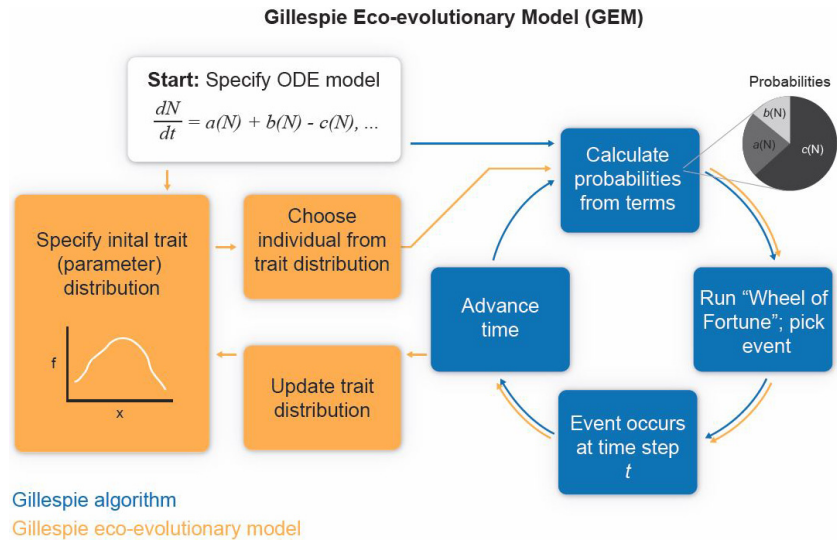 Gillespie Eco-evolutionary Model (GEM)
Start: Specify ODE model
dN/dt = a(N) + b(N) - c(N), ...
Probabilities
b(N)
a(N)
c(N)
Calculate
probabilities
from terms
Specify inital trait
(parameter)
distribution
f
x
Choose
individual from
trait distribution
Advance
time
Run “Wheel of
Fortune”; pick
event
Update trait
distribution
Event occurs
at time step
t
Gillespie algorithm
Gillespie eco-evolutionary model